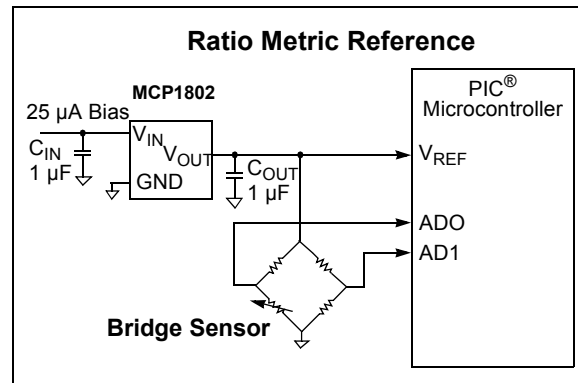 Ratio Metric Reference
PIC®
Microcontroller
MCP1802
25 µA Bias
VIN
VOUT
CIN
1 µF
GND
COUT
1 µF
VREF
ADO
AD1
Bridge Sensor